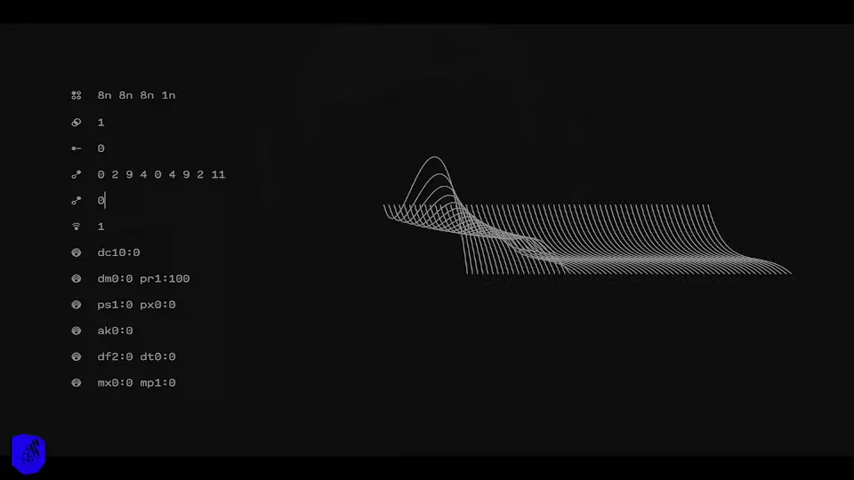 8n 8n 8n 1n
1
0
0 2 9 4 0 4 9 2 11
0
1
dc10:0
dm0:0 pr1:100
ps1:0 px0:0
ak0:0
df2:0 dt0:0
mx0:0 mp1:0